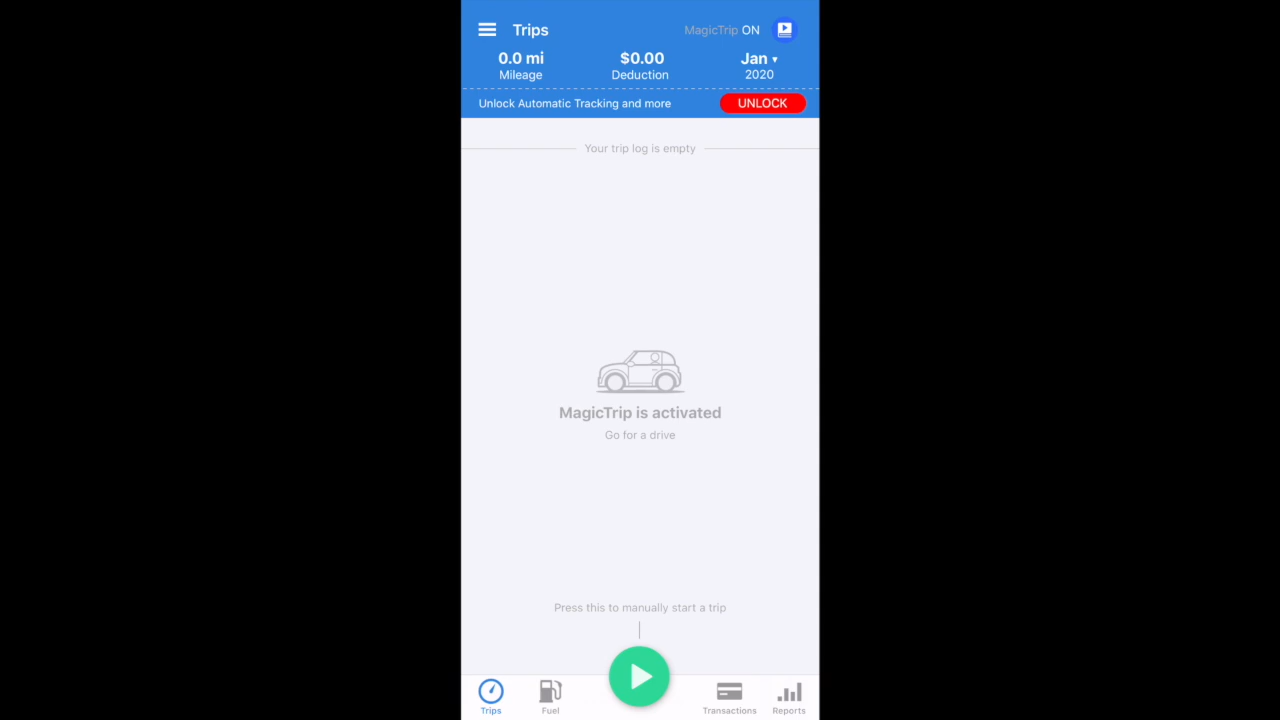 Trips
MagicTrip ON
0.0 mi
Mileage
$0.00
Deduction
Jan ▾
2020
Unlock Automatic Tracking and more
UNLOCK
Your trip log is empty
MagicTrip is activated
Go for a drive
Press this to manually start a trip
Trips
Fuel
Transactions
Reports